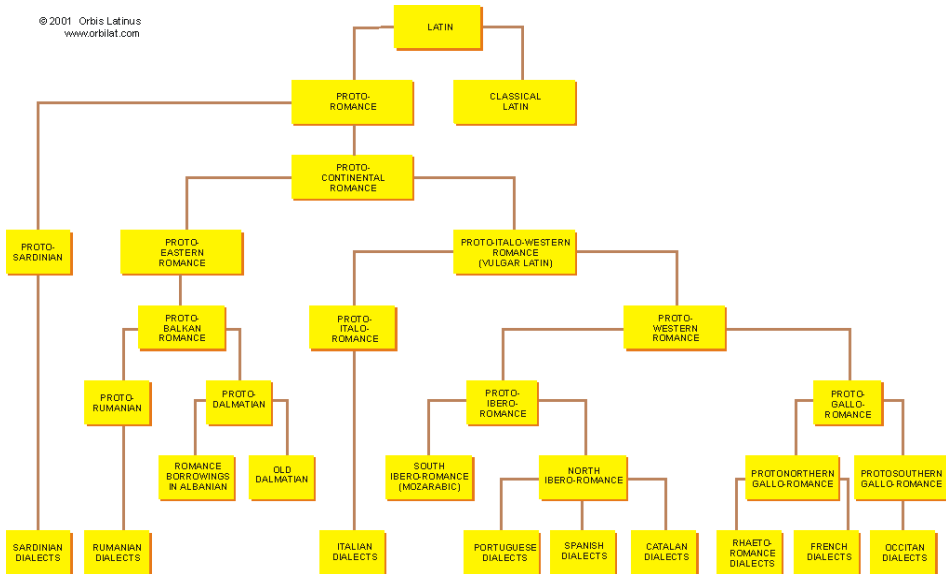 © 2001 Orbis Latinus
www.orbilat.com
LATIN
PROTO-
ROMANCE
CLASSICAL
LATIN
PROTO-
CONTINENTAL
ROMANCE
PROTO-
SARDINIAN
PROTO-
EASTERN
ROMANCE
PROTO-ITALO-WESTERN
ROMANCE
(VULGAR LATIN)
PROTO-
BALKAN
ROMANCE
PROTO-
ITALO-
ROMANCE
PROTO-
WESTERN
ROMANCE
PROTO-
RUMANIAN
PROTO-
DALMATIAN
PROTO-
IBERO-
ROMANCE
PROTO-
GALLO-
ROMANCE
ROMANCE
BORROWINGS
IN ALBANIAN
OLD
DALMATIAN
SOUTH
IBERO-ROMANCE
(MOZARABIC)
NORTH
IBERO-ROMANCE
PROTONORTHERN
GALLO-ROMANCE
PROTOSOUTHERN
GALLO-ROMANCE
SARDINIAN
DIALECTS
RUMANIAN
DIALECTS
ITALIAN
DIALECTS
PORTUGUESE
DIALECTS
SPANISH
DIALECTS
CATALAN
DIALECTS
RHAETO-
ROMANCE
DIALECTS
FRENCH
DIALECTS
OCCITAN
DIALECTS